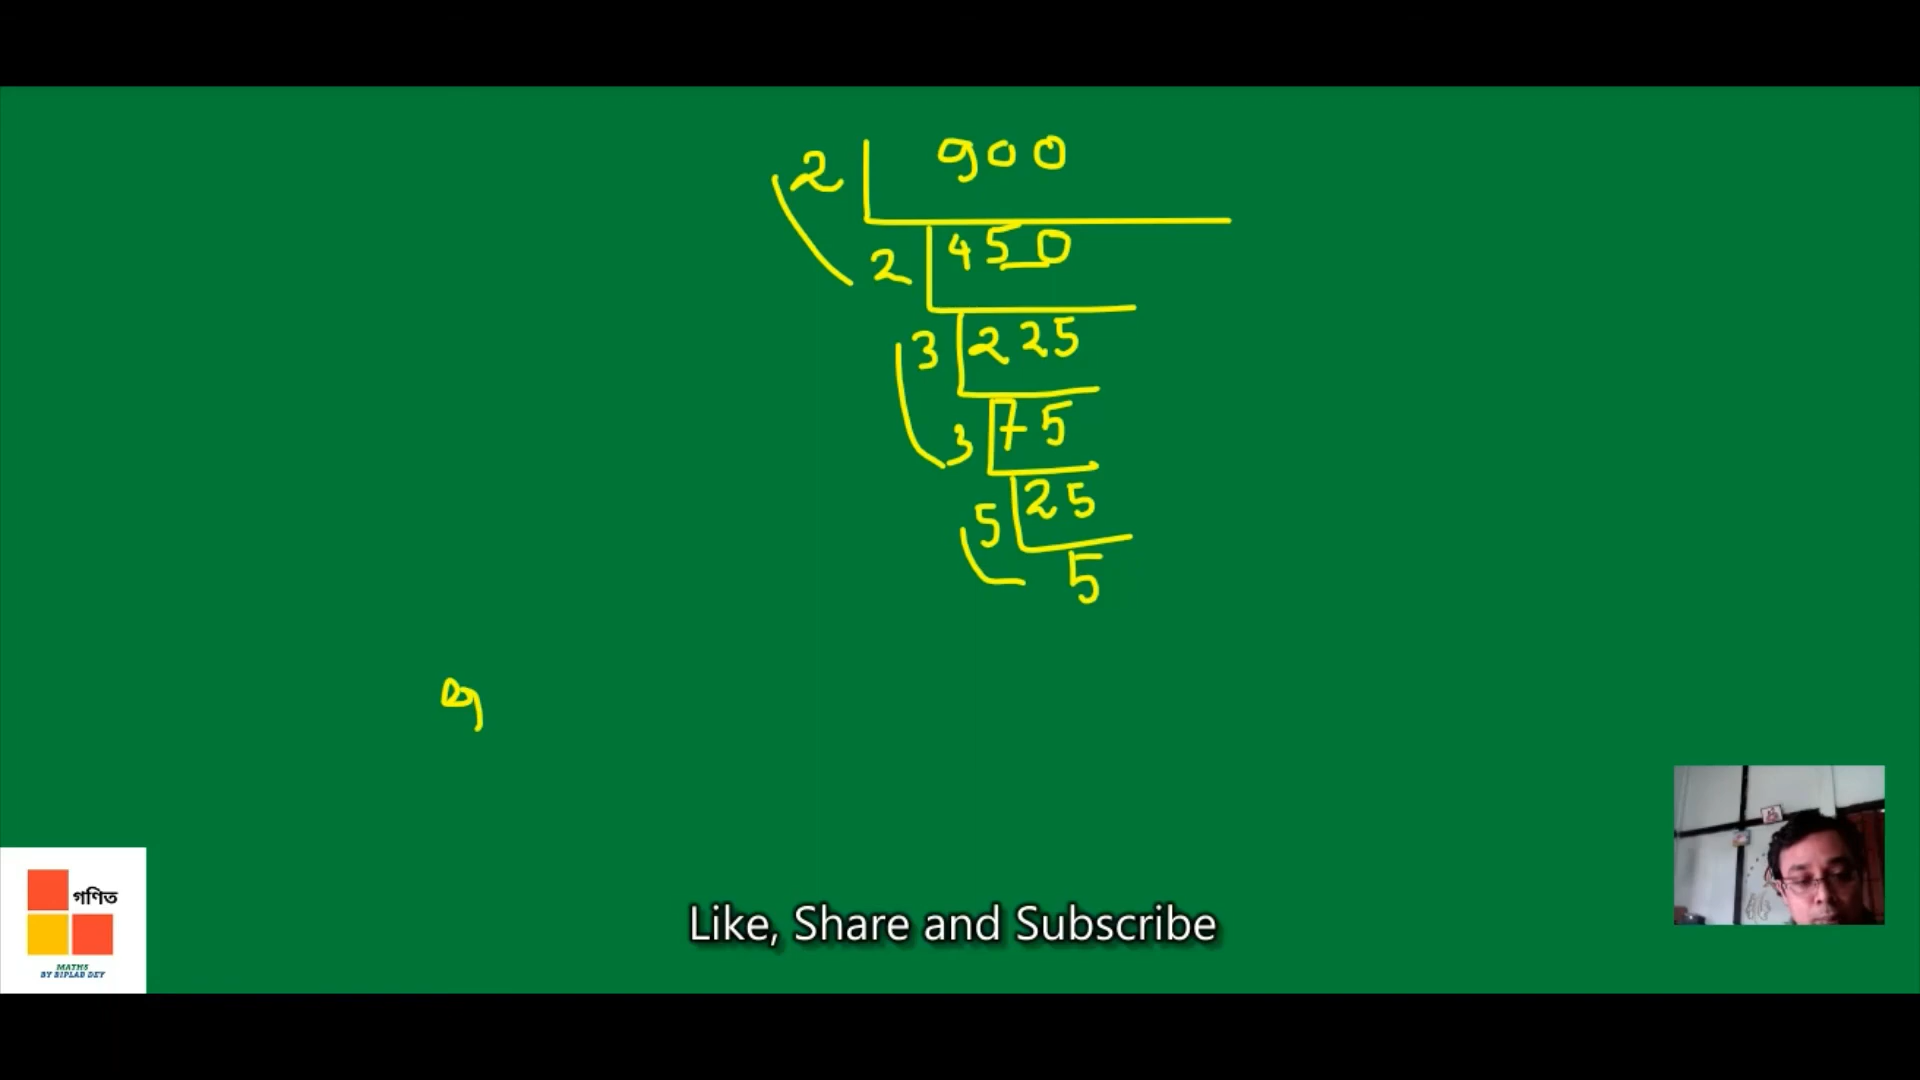 2 900
2 450
3 225
3 75
5 25
5
গণিত
MATHS
BY BIPLAB DEY
Like, Share and Subscribe